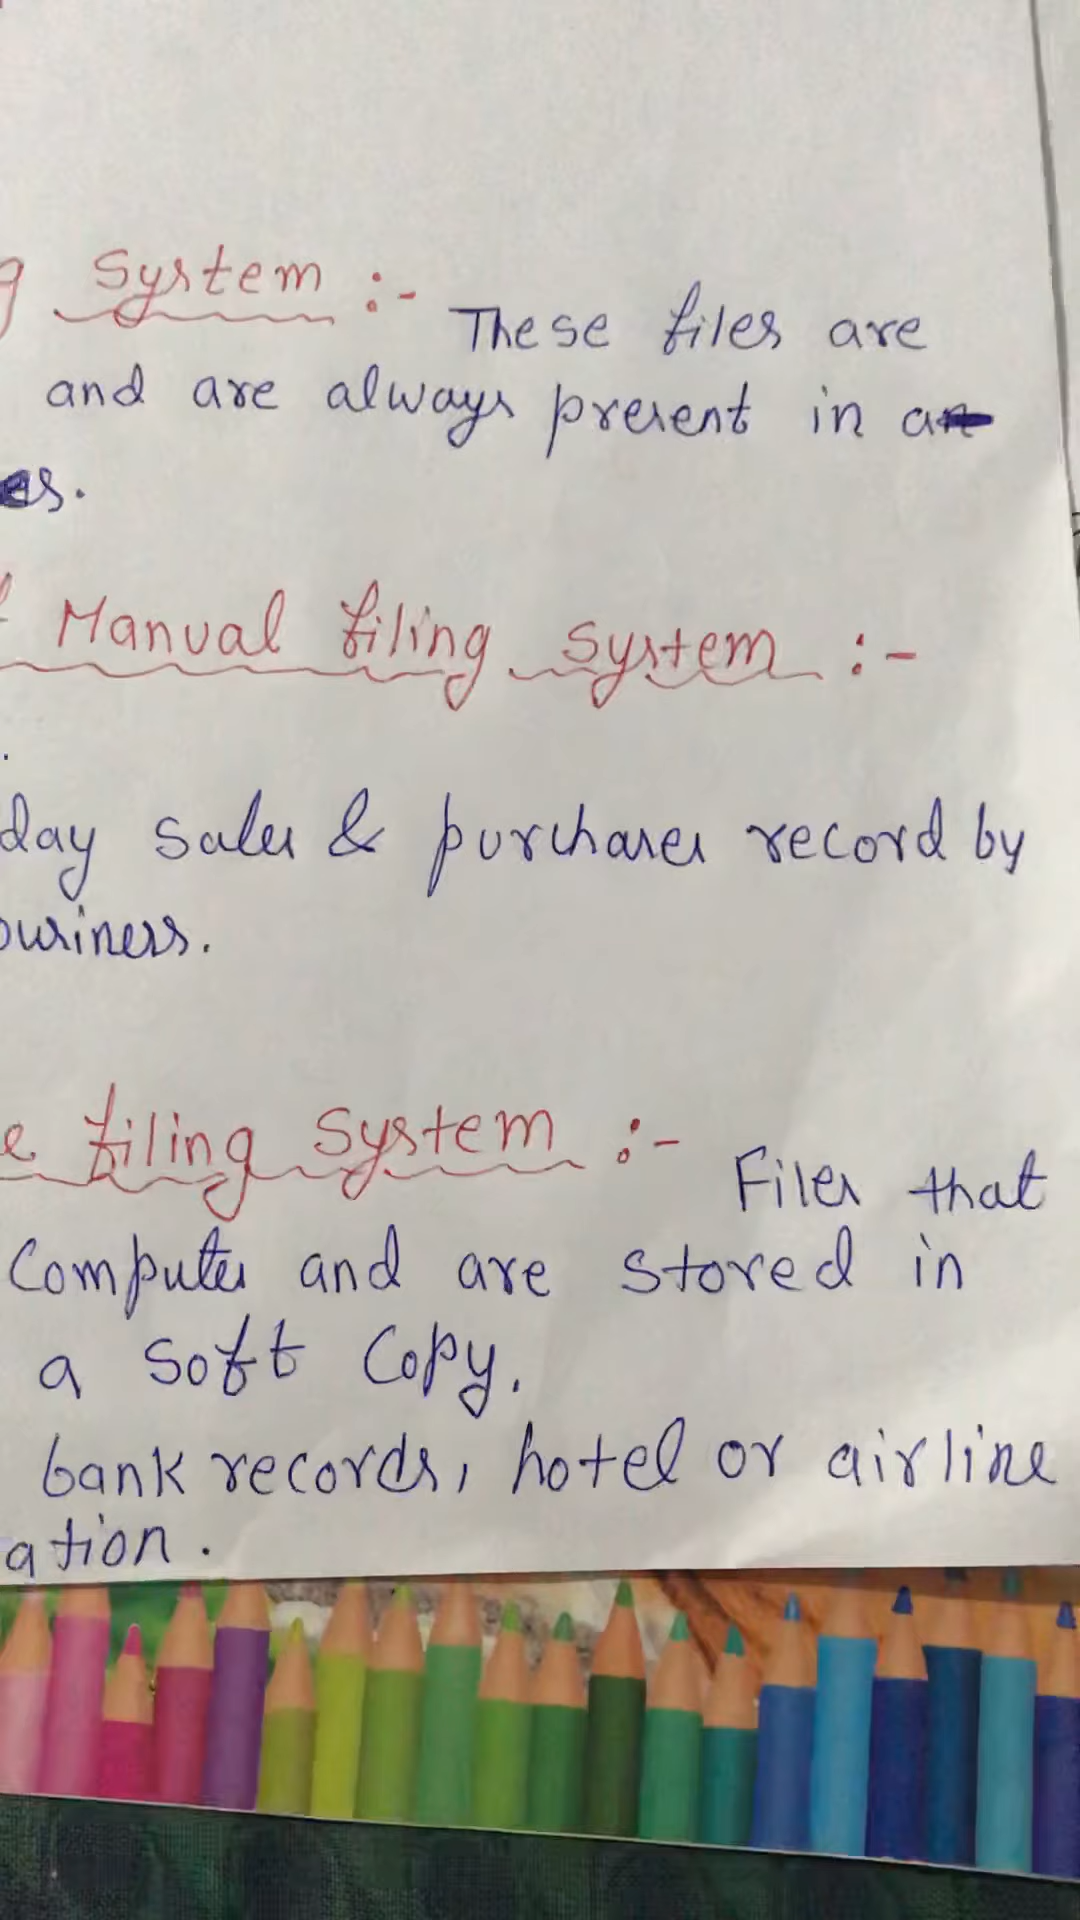 g System :- These files are
and are always present in a
es.
Manual filing system :-
day sales & purchases record by
business.
e filing system :- Files that
Computer and are stored in
a soft copy.
bank records, hotel or airline
ation.